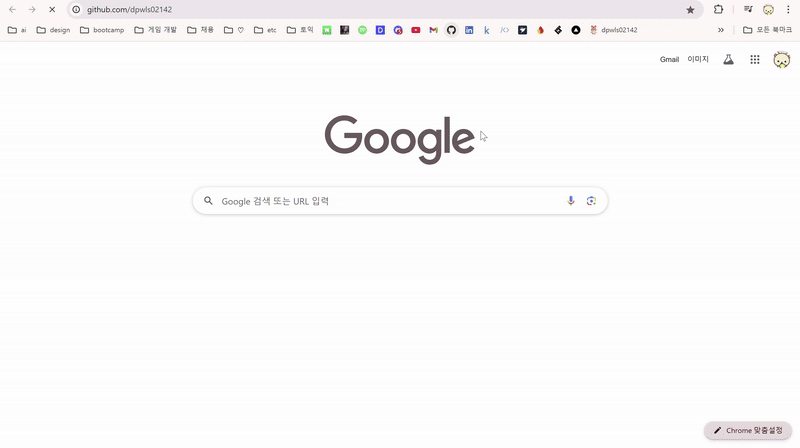 github.com/dpwls02142
ai
design
bootcamp
게임 개발
채용
♡
etc
토익
dpwls02142
모든 북마크
Gmail
이미지
Google
Google 검색 또는 URL 입력
Chrome 맞춤설정